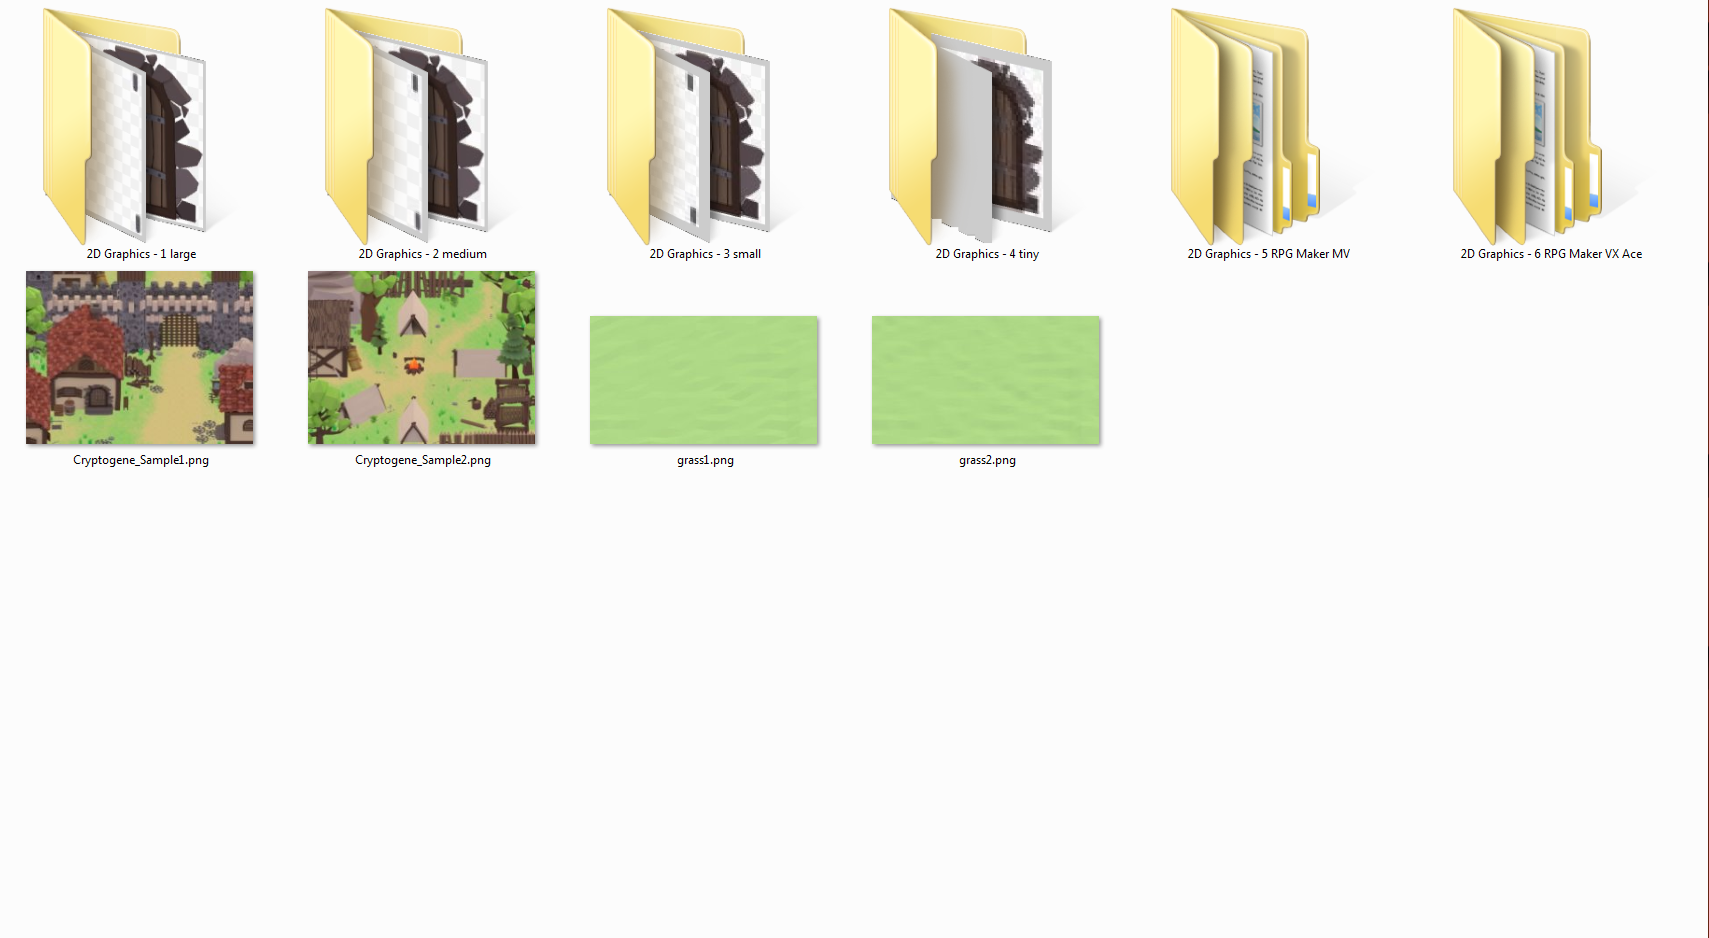 2D Graphics - 1 large
2D Graphics - 2 medium
2D Graphics - 3 small
2D Graphics - 4 tiny
2D Graphics - 5 RPG Maker MV
2D Graphics - 6 RPG Maker VX Ace
Cryptogene_Sample1.png
Cryptogene_Sample2.png
grass1.png
grass2.png